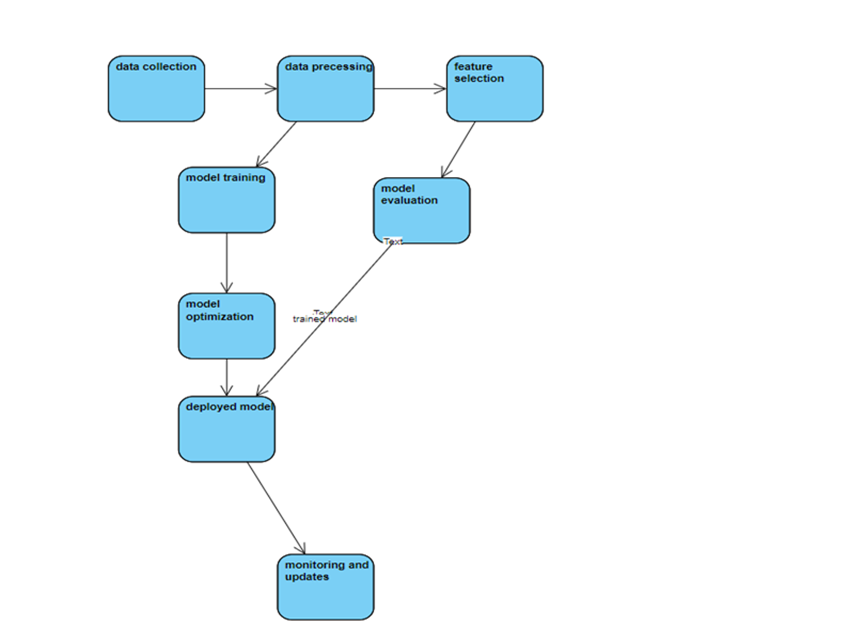 data collection
data precessing
feature
selection
model training
model
evaluation
Text
model
optimization
Text
trained model
deployed model
monitoring and
updates